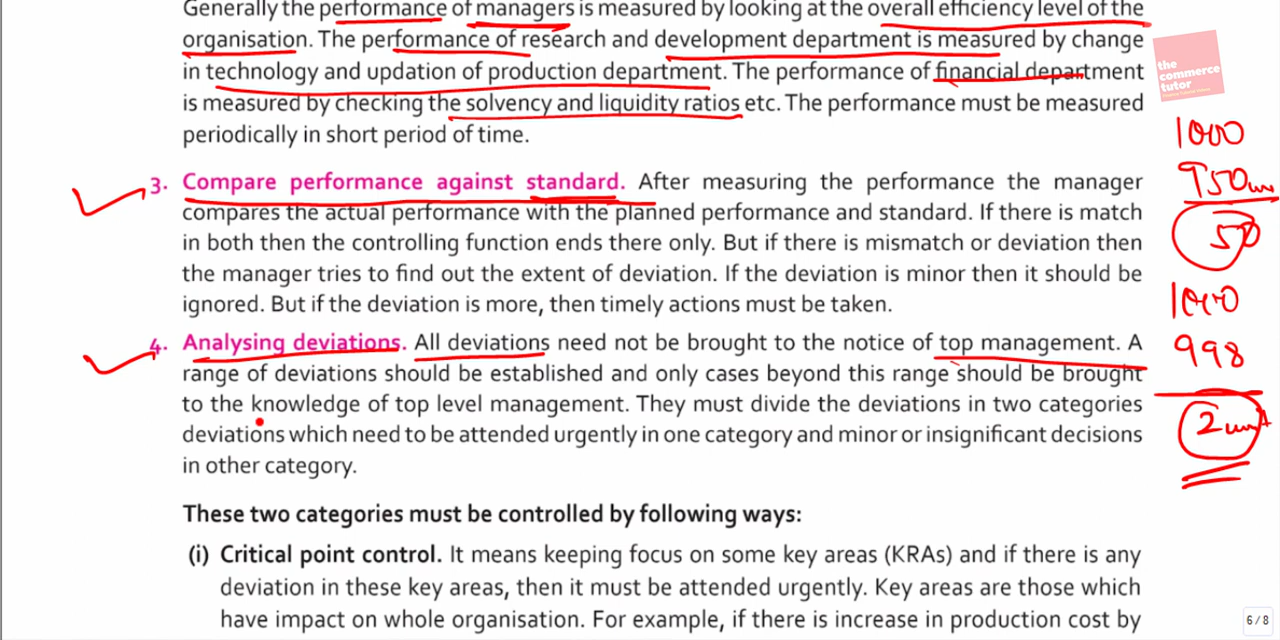 Generally the performance of managers is measured by looking at the overall efficiency level of the
organisation. The performance of research and development department is measured by change
in technology and updation of production department. The performance of financial department
is measured by checking the solvency and liquidity ratios etc. The performance must be measured
periodically in short period of time.
3. Compare performance against standard. After measuring the performance the manager
compares the actual performance with the planned performance and standard. If there is match
in both then the controlling function ends there only. But if there is mismatch or deviation then
the manager tries to find out the extent of deviation. If the deviation is minor then it should be
ignored. But if the deviation is more, then timely actions must be taken.
4. Analysing deviations. All deviations need not be brought to the notice of top management. A
range of deviations should be established and only cases beyond this range should be brought
to the knowledge of top level management. They must divide the deviations in two categories
deviations which need to be attended urgently in one category and minor or insignificant decisions
in other category.
These two categories must be controlled by following ways:
(i) Critical point control. It means keeping focus on some key areas (KRAs) and if there is any
deviation in these key areas, then it must be attended urgently. Key areas are those which
have impact on whole organisation. For example, if there is increase in production cost by
the
commerce
tutor
1000
950
50
1000
998
2 unit
6 / 8